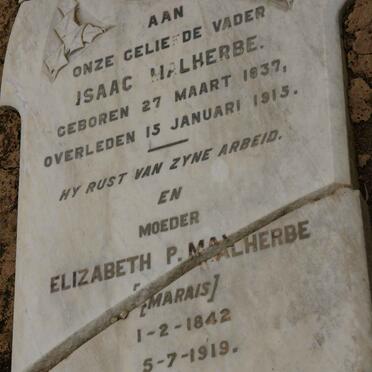 AAN
ONZE GELIEFDE VADER
ISAAC MALHERBE.
GEBOREN 27 MAART 1837,
OVERLEDEN 15 JANUARI 1915.
HY RUST VAN ZYNE ARBEID.
EN
MOEDER
ELIZABETH P. MALHERBE
[MARAIS]
1-2-1842
5-7-1919.